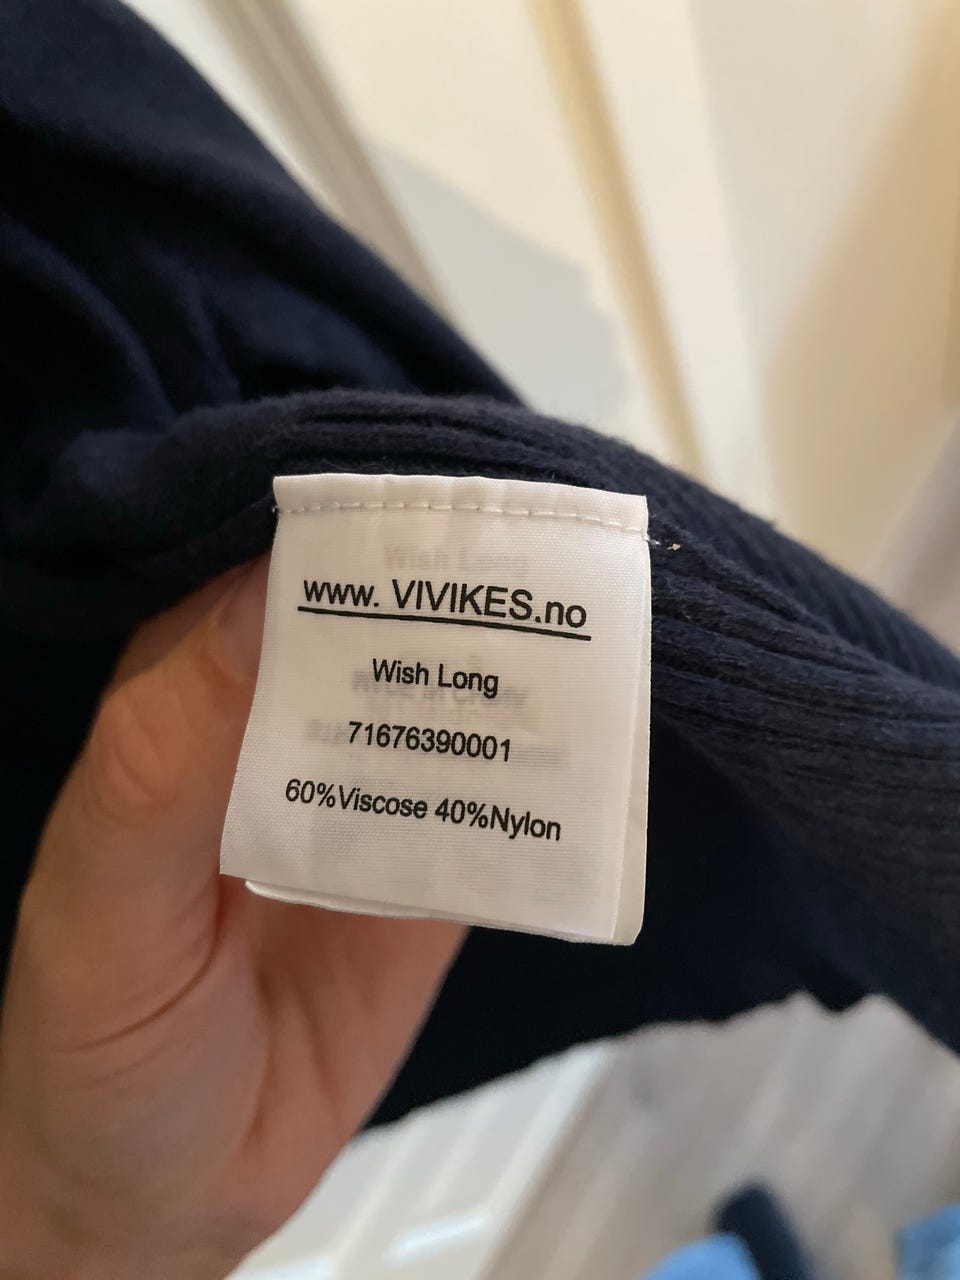 www. VIVIKES.no
Wish Long
71676390001
60%Viscose 40%Nylon